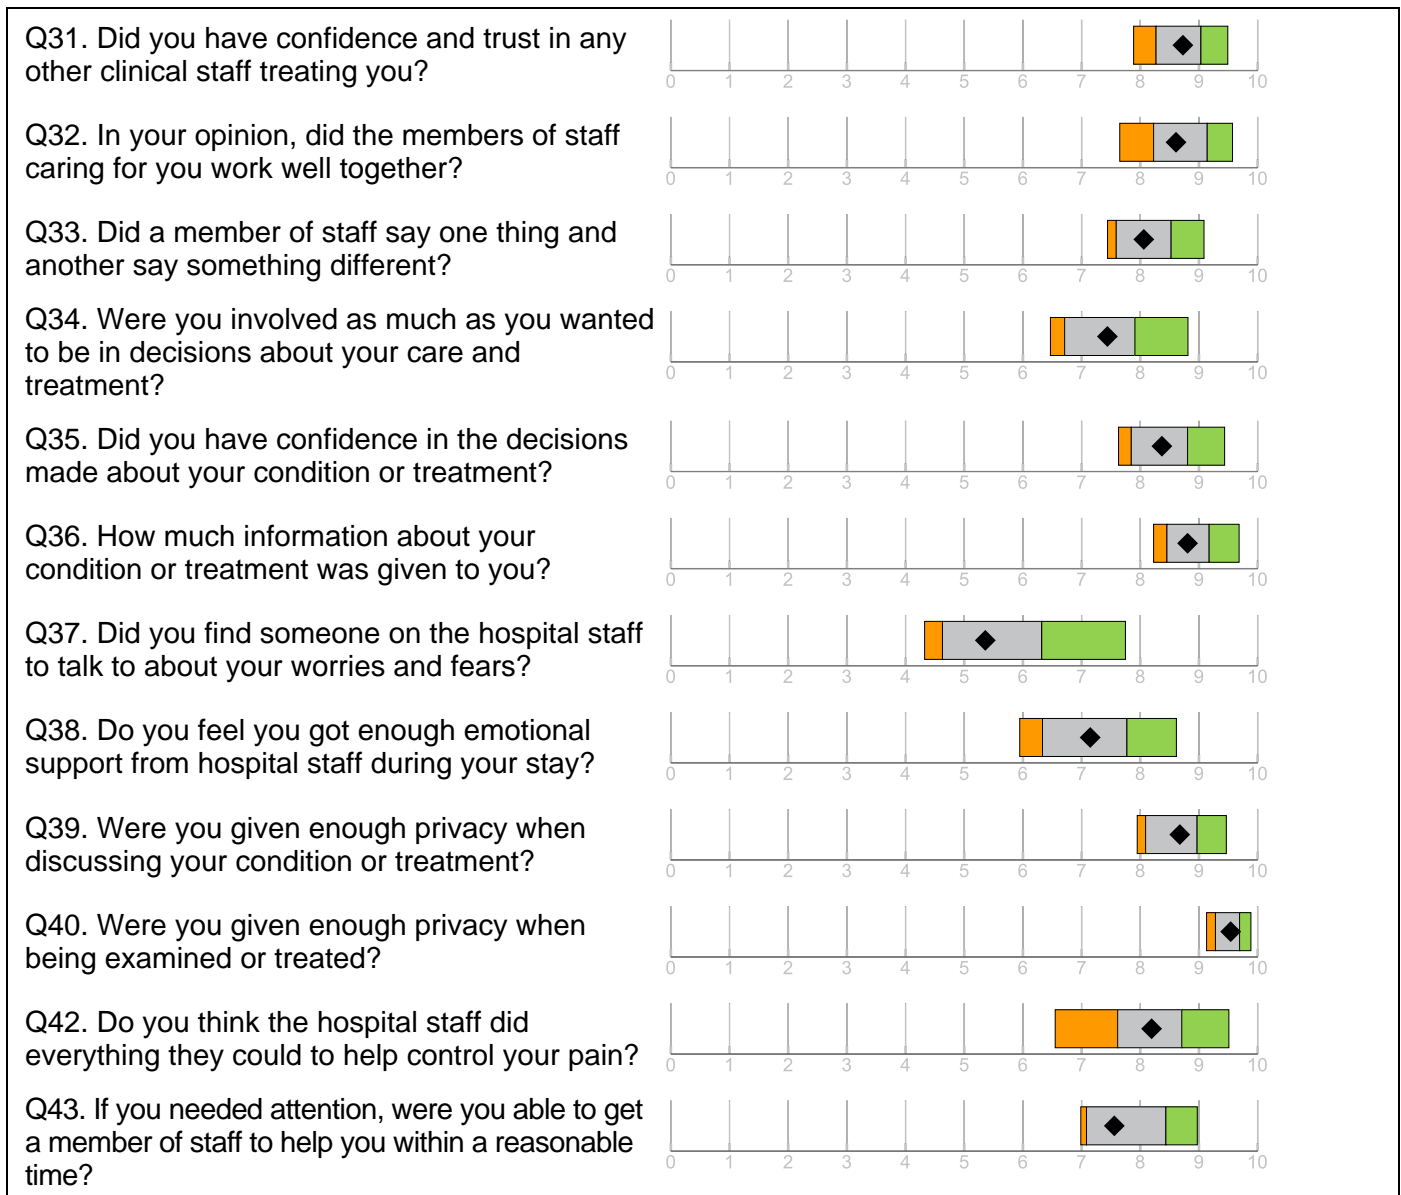 Q31. Did you have confidence and trust in any
other clinical staff treating you?
0 1 2 3 4 5 6 7 8 9 10
Q32. In your opinion, did the members of staff
caring for you work well together?
0 1 2 3 4 5 6 7 8 9 10
Q33. Did a member of staff say one thing and
another say something different?
0 1 2 3 4 5 6 7 8 9 10
Q34. Were you involved as much as you wanted
to be in decisions about your care and
treatment?
0 1 2 3 4 5 6 7 8 9 10
Q35. Did you have confidence in the decisions
made about your condition or treatment?
0 1 2 3 4 5 6 7 8 9 10
Q36. How much information about your
condition or treatment was given to you?
0 1 2 3 4 5 6 7 8 9 10
Q37. Did you find someone on the hospital staff
to talk to about your worries and fears?
0 1 2 3 4 5 6 7 8 9 10
Q38. Do you feel you got enough emotional
support from hospital staff during your stay?
0 1 2 3 4 5 6 7 8 9 10
Q39. Were you given enough privacy when
discussing your condition or treatment?
0 1 2 3 4 5 6 7 8 9 10
Q40. Were you given enough privacy when
being examined or treated?
0 1 2 3 4 5 6 7 8 9 10
Q42. Do you think the hospital staff did
everything they could to help control your pain?
0 1 2 3 4 5 6 7 8 9 10
Q43. If you needed attention, were you able to get
a member of staff to help you within a reasonable
time?
0 1 2 3 4 5 6 7 8 9 10